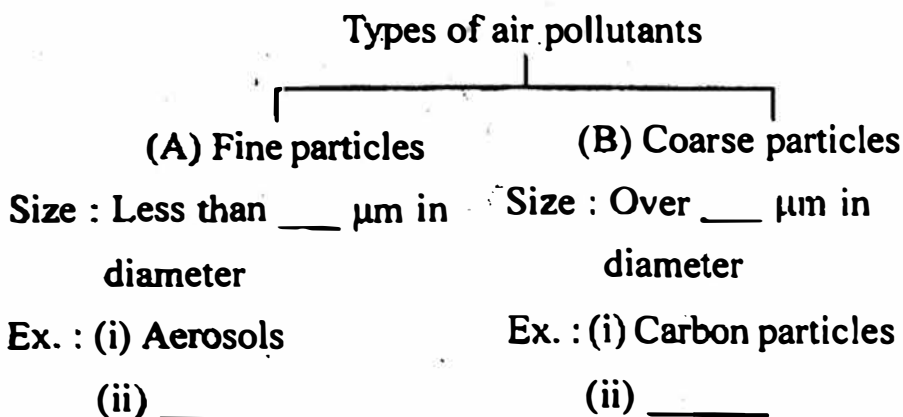 Types of air pollutants
(A) Fine particles
Size : Less than ___ μm in
diameter
Ex. : (i) Aerosols
(ii) ___
(B) Coarse particles
Size : Over ___ μm in
diameter
Ex. : (i) Carbon particles
(ii) ___